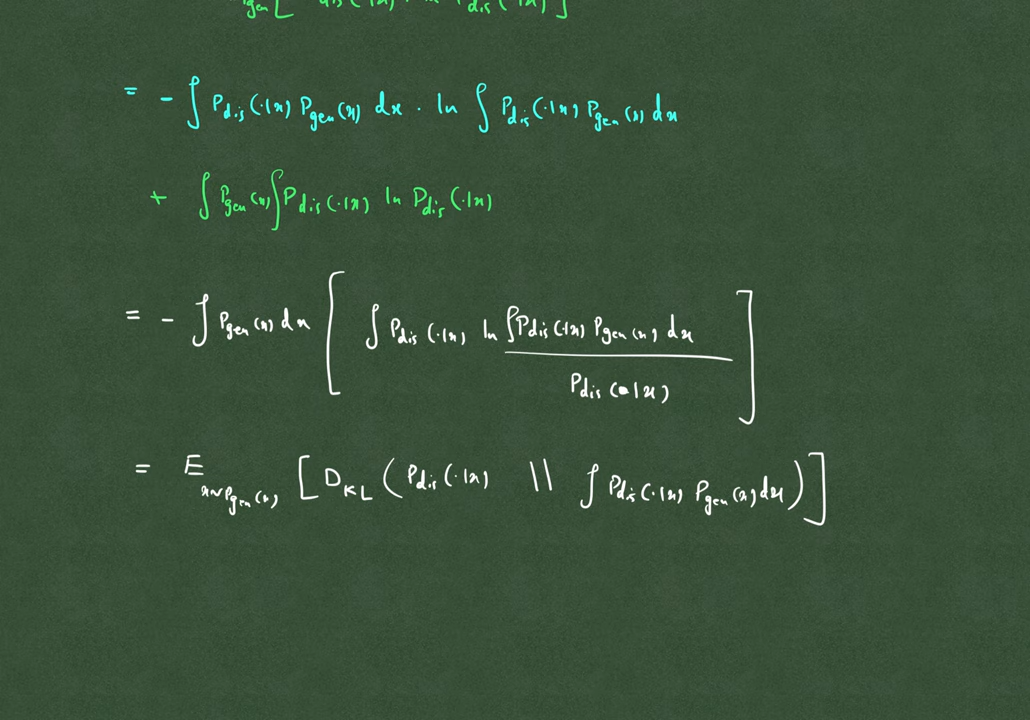 = - ∫ P_dis(·|x) P_gen(x) dx · ln ∫ P_dis(·|x) P_gen(x) dx
+ ∫ P_gen(x) ∫ P_dis(·|x) ln P_dis(·|x)
= - ∫ P_gen(x) dx [ ∫ P_dis(·|x) ln ∫ P_dis(·|x) P_gen(x) dx
P_dis(·|x) ]
= E_x~P_gen(x) [ D_KL ( P_dis(·|x) || ∫ P_dis(·|x) P_gen(x) dx ) ]